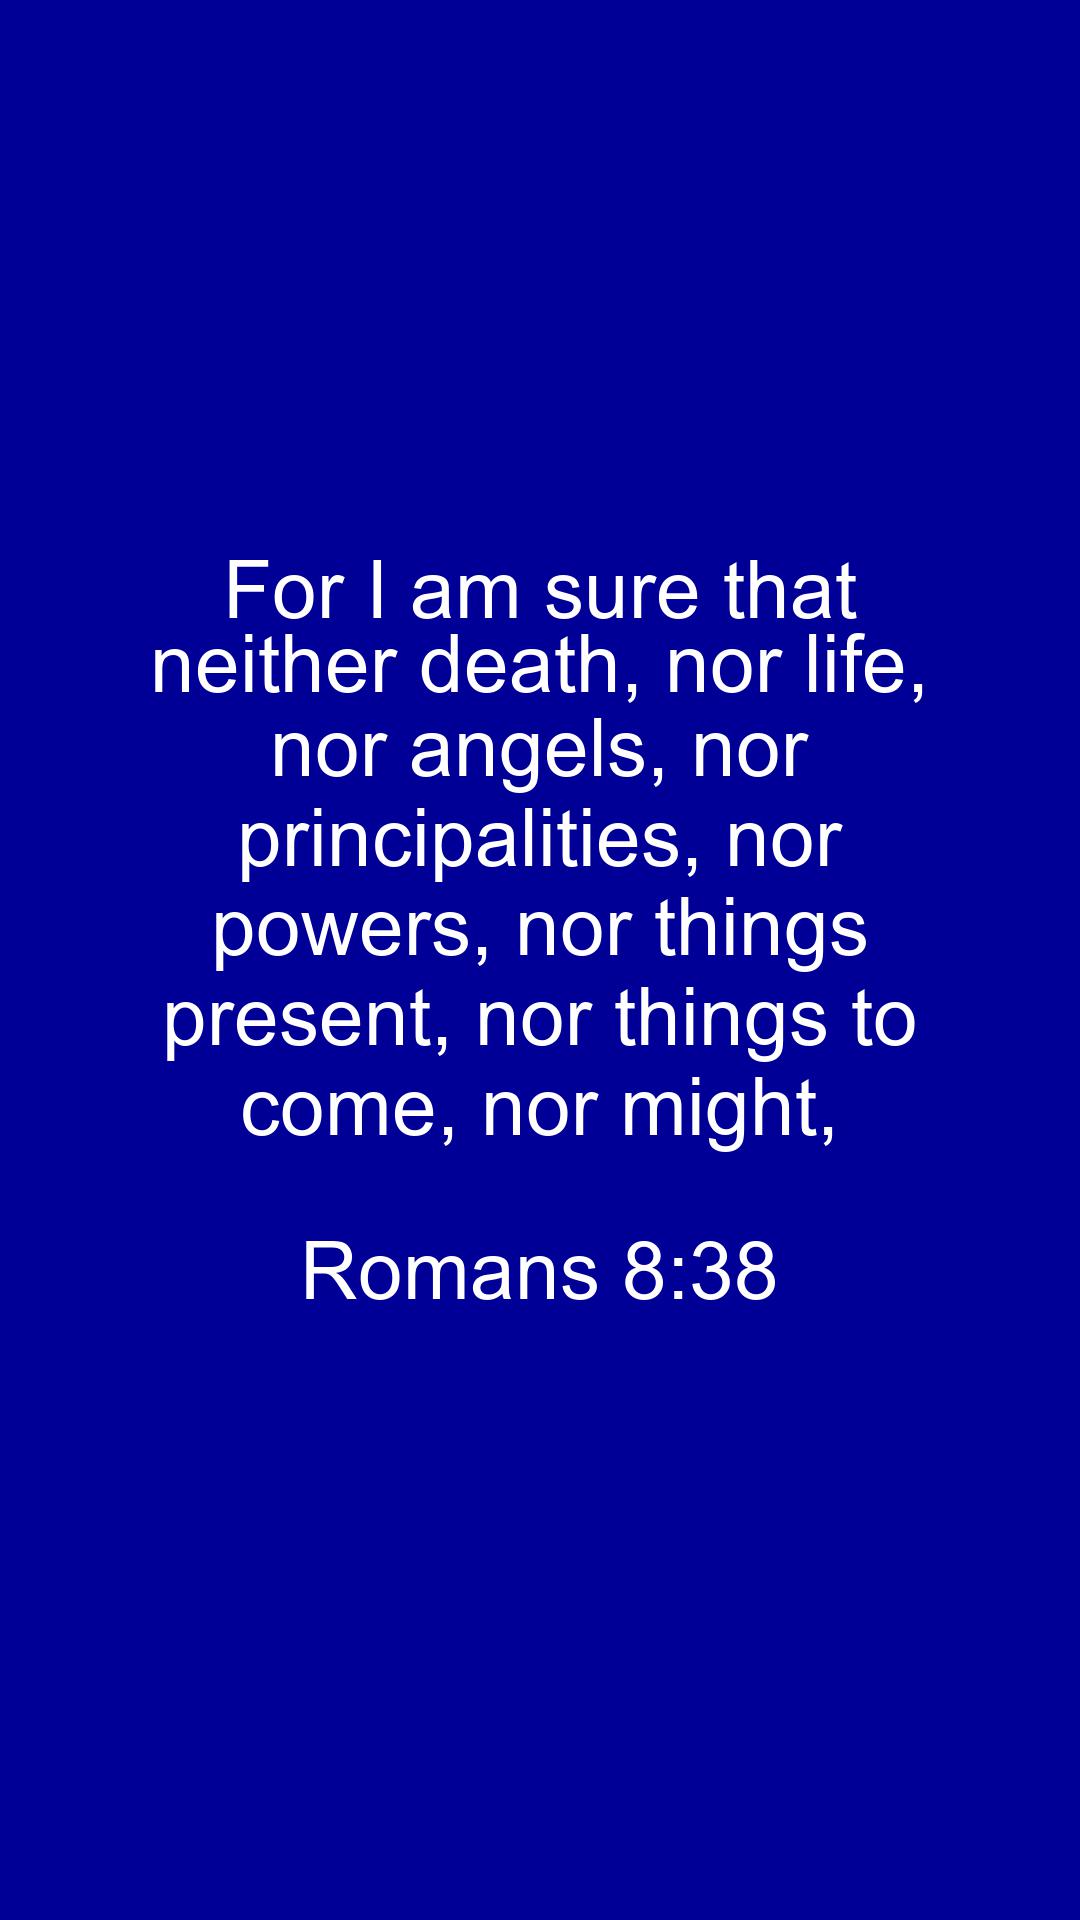 For I am sure that
neither death, nor life,
nor angels, nor
principalities, nor
powers, nor things
present, nor things to
come, nor might,
Romans 8:38